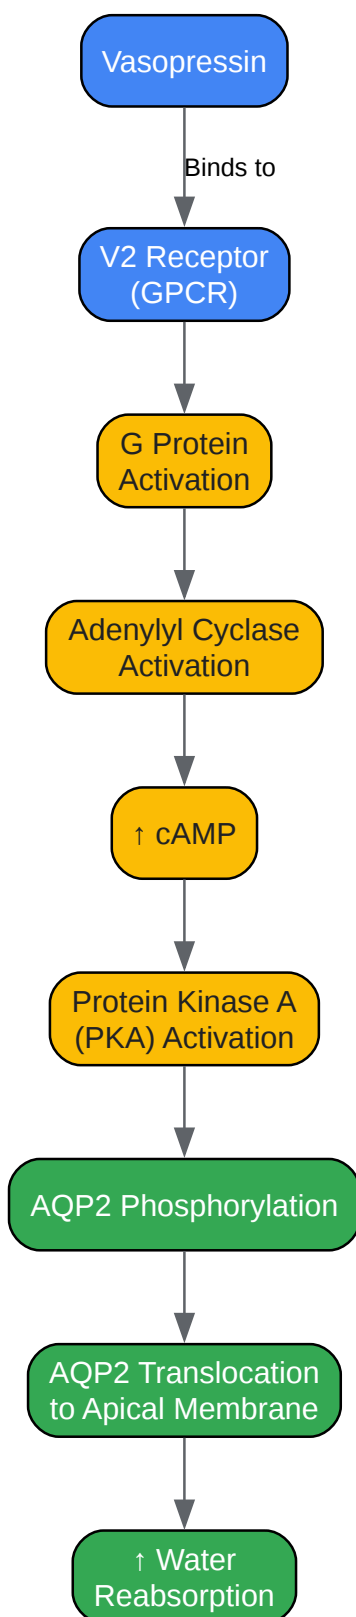 Vasopressin
Binds to
V2 Receptor
(GPCR)
G Protein
Activation
Adenylyl Cyclase
Activation
↑ cAMP
Protein Kinase A
(PKA) Activation
AQP2 Phosphorylation
AQP2 Translocation
to Apical Membrane
↑ Water
Reabsorption